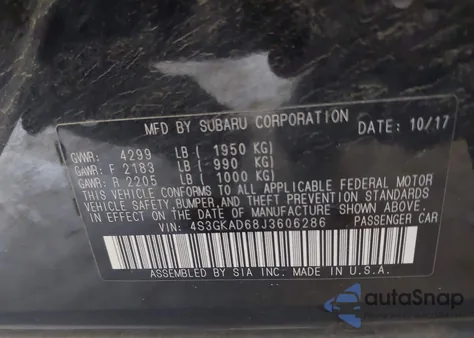 MFD BY SUBARU CORPORATION DATE: 10/17
GVWR: 4299 LB ( 1950 KG)
GAWR: F 2183 LB ( 990 KG)
GAWR: R 2205 LB ( 1000 KG)
THIS VEHICLE CONFORMS TO ALL APPLICABLE FEDERAL MOTOR
VEHICLE SAFETY, BUMPER, AND THEFT PREVENTION STANDARDS
IN EFFECT ON THE DATE OF MANUFACTURE SHOWN ABOVE.
VIN: 4S3GKAD68J3606286 PASSENGER CAR
ASSEMBLED BY SIA INC. MADE IN U.S.A.
autoSnap